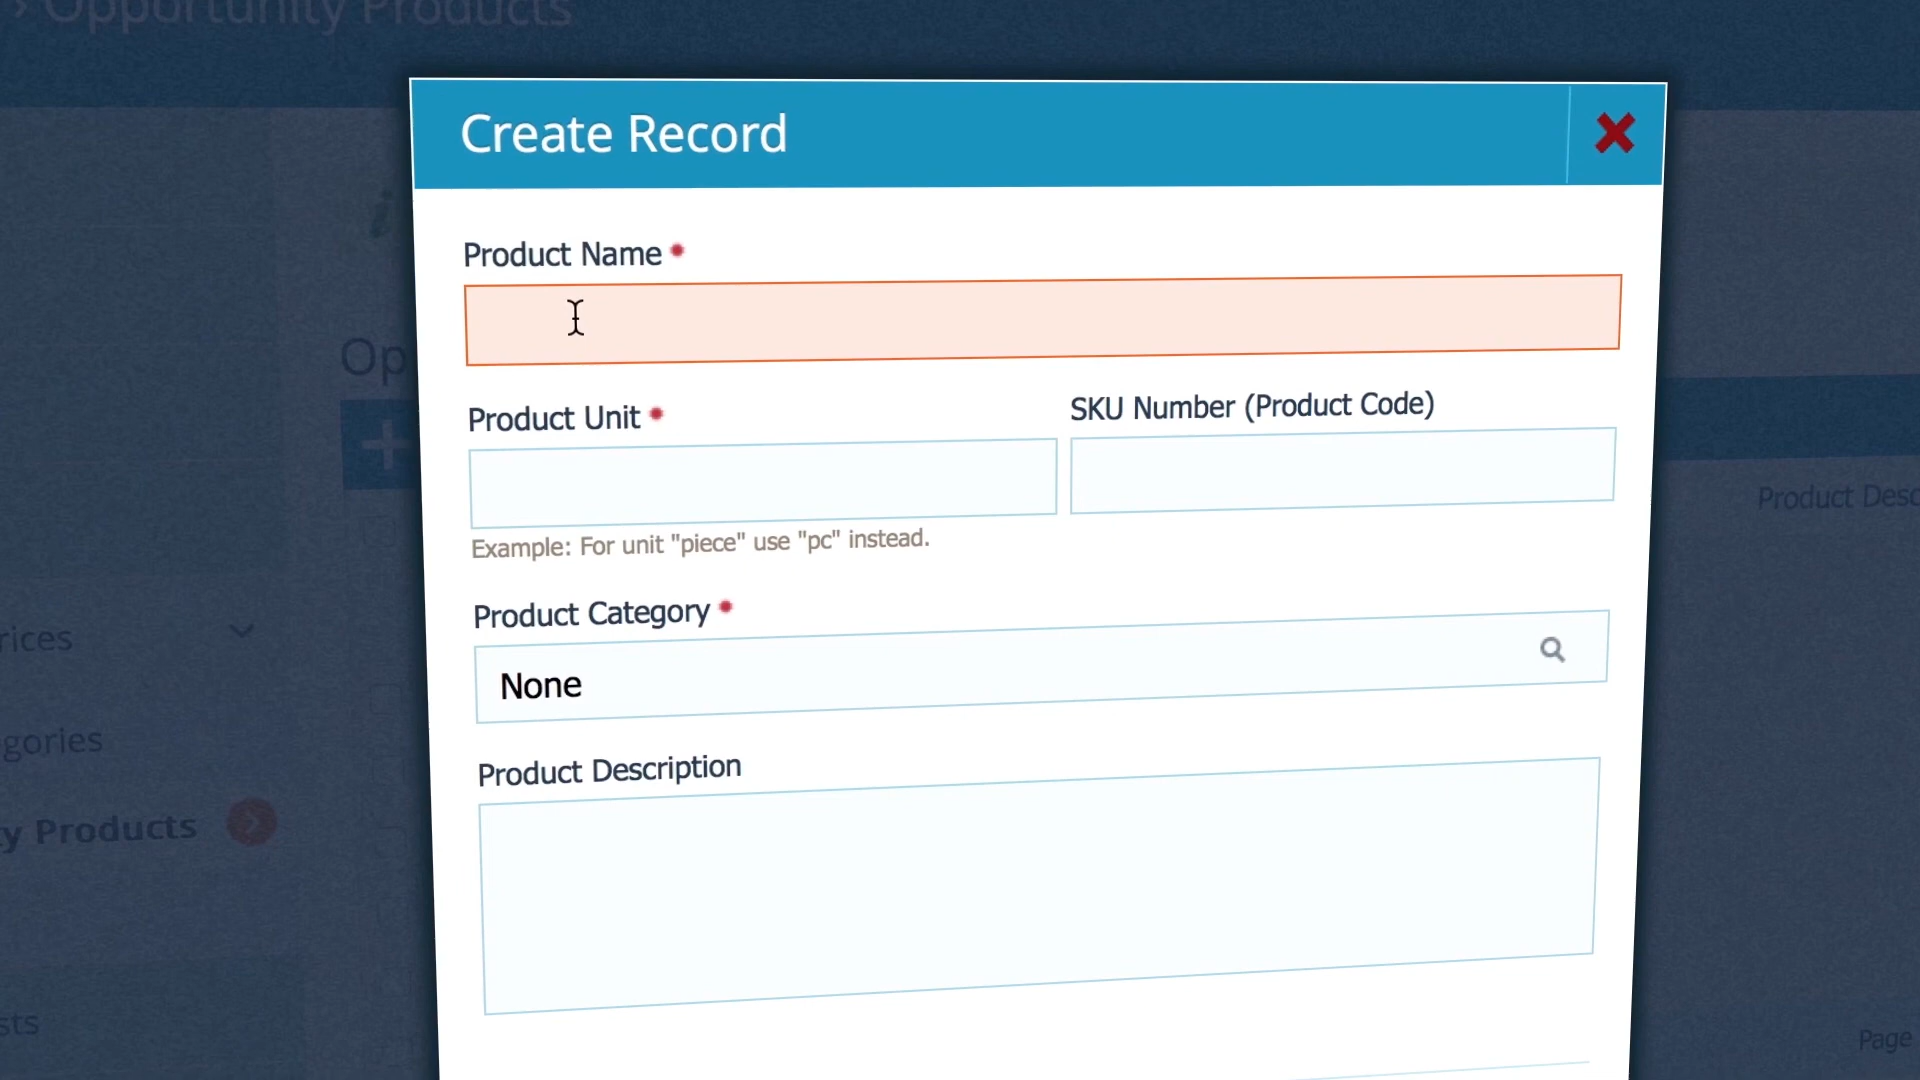 Opportunity Products
Create Record
Product Name
Product Unit
SKU Number (Product Code)
Example: For unit "piece" use "pc" instead.
Product Category
None
Product Description
Op
Product Desc
rices
gories
y Products
sts
Page